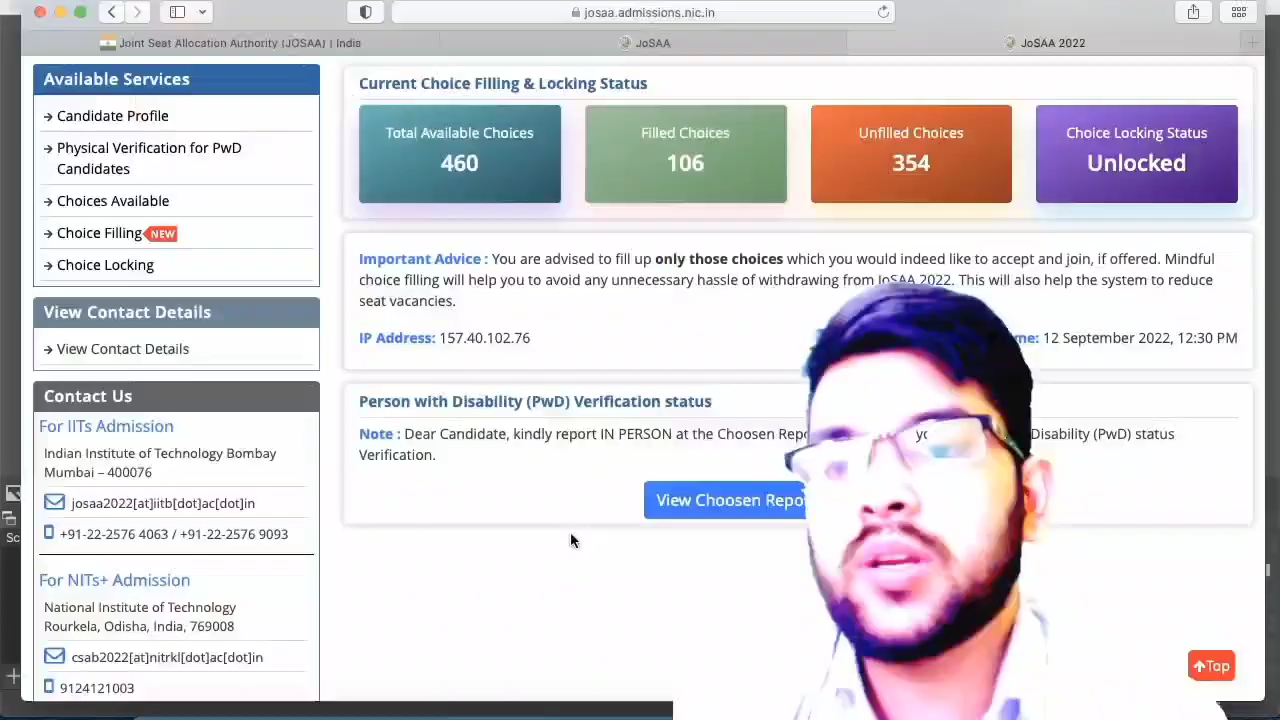 josaa.admissions.nic.in
Joint Seat Allocation Authority (JOSAA) | India
JoSAA
JoSAA 2022
Available Services
Candidate Profile
Physical Verification for PwD
Candidates
Choices Available
Choice Filling NEW
Choice Locking
View Contact Details
View Contact Details
Contact Us
For IITs Admission
Indian Institute of Technology Bombay
Mumbai – 400076
josaa2022[at]iitb[dot]ac[dot]in
+91-22-2576 4063 / +91-22-2576 9093
For NITs+ Admission
National Institute of Technology
Rourkela, Odisha, India, 769008
csab2022[at]nitrkl[dot]ac[dot]in
9124121003
Current Choice Filling & Locking Status
Total Available Choices
460
Filled Choices
106
Unfilled Choices
354
Choice Locking Status
Unlocked
Important Advice : You are advised to fill up only those choices which you would indeed like to accept and join, if offered. Mindful
choice filling will help you to avoid any unnecessary hassle of withdrawing from JoSAA 2022. This will also help the system to reduce
seat vacancies.
IP Address: 157.40.102.76
12 September 2022, 12:30 PM
Person with Disability (PwD) Verification status
Note : Dear Candidate, kindly report IN PERSON at the Choosen Disability (PwD) status
Verification.
View Choosen
Top